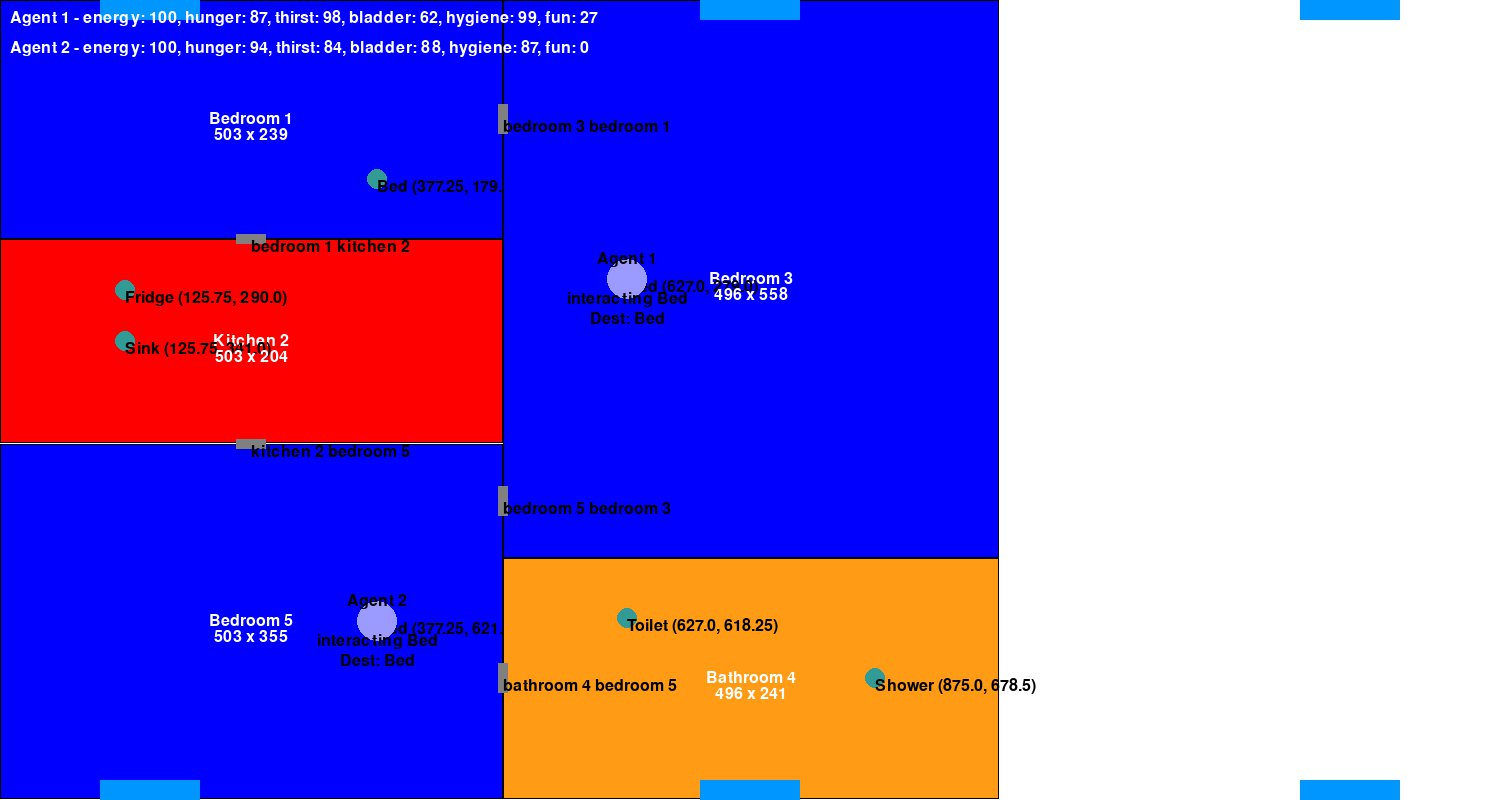 Agent 1 - energy: 100, hunger: 87, thirst: 98, bladder: 62, hygiene: 99, fun: 27
Agent 2 - energy: 100, hunger: 94, thirst: 84, bladder: 88, hygiene: 87, fun: 0
Bedroom 1
503 x 239
bedroom 3 bedroom 1
Bed (377.25, 179.
bedroom 1 kitchen 2
Agent 1
Bedroom 3
496 x 558
(627.0,
interacting Bed
Dest: Bed
Fridge (125.75, 290.0)
Kitchen 2
503 x 204
Sink (125.75, 341.0)
kitchen 2 bedroom 5
bedroom 5 bedroom 3
Agent 2
Bedroom 5
503 x 355
(377.25, 621.
interacting Bed
Dest: Bed
Toilet (627.0, 618.25)
bathroom 4 bedroom 5
Bathroom 4
496 x 241
Shower (875.0, 678.5)